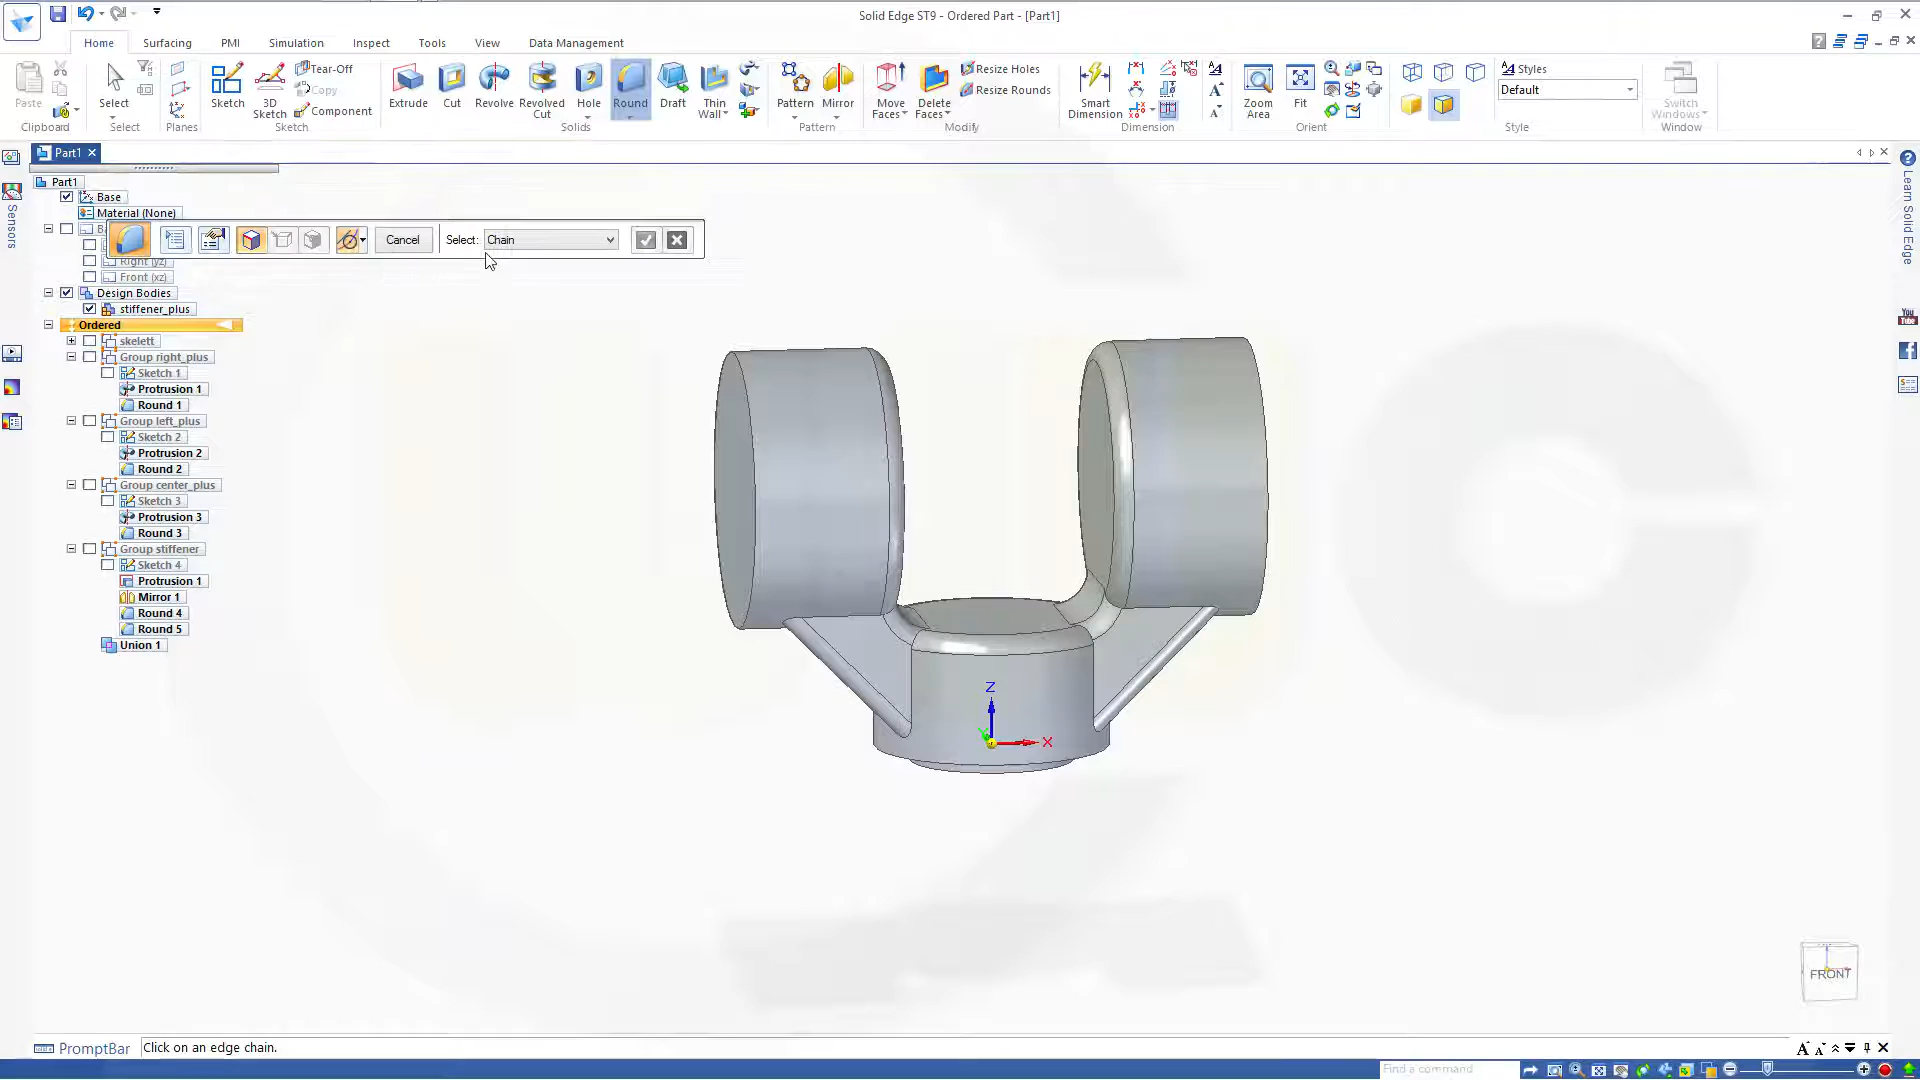 Solid Edge ST9 - Ordered Part - [Part1]
Home Surfacing PMI Simulation Inspect Tools View Data Management
Paste
Clipboard
Select
Select
Planes
Sketch
3D Sketch
Tear-Off
Copy
Component
Sketch
Extrude
Cut
Revolve
Revolved Cut
Hole
Round
Draft
Thin Wall
Solids
Pattern
Mirror
Pattern
Move Faces
Delete Faces
Resize Holes
Resize Rounds
Modify
Smart Dimension
Dimension
Zoom Area
Fit
Orient
Styles
Default
Style
Switch Windows
Window
Part1
Sensors
Learn Solid Edge
Part1
Base
Material (None)
Cancel
Select:
Chain
Right (yz)
Front (xz)
Design Bodies
stiffener_plus
Ordered
skelett
Group right_plus
Sketch 1
Protrusion 1
Round 1
Group left_plus
Sketch 2
Protrusion 2
Round 2
Group center_plus
Sketch 3
Protrusion 3
Round 3
Group stiffener
Sketch 4
Protrusion 1
Mirror 1
Round 4
Round 5
Union 1
Z
X
FRONT
PromptBar
Click on an edge chain.
Find a command